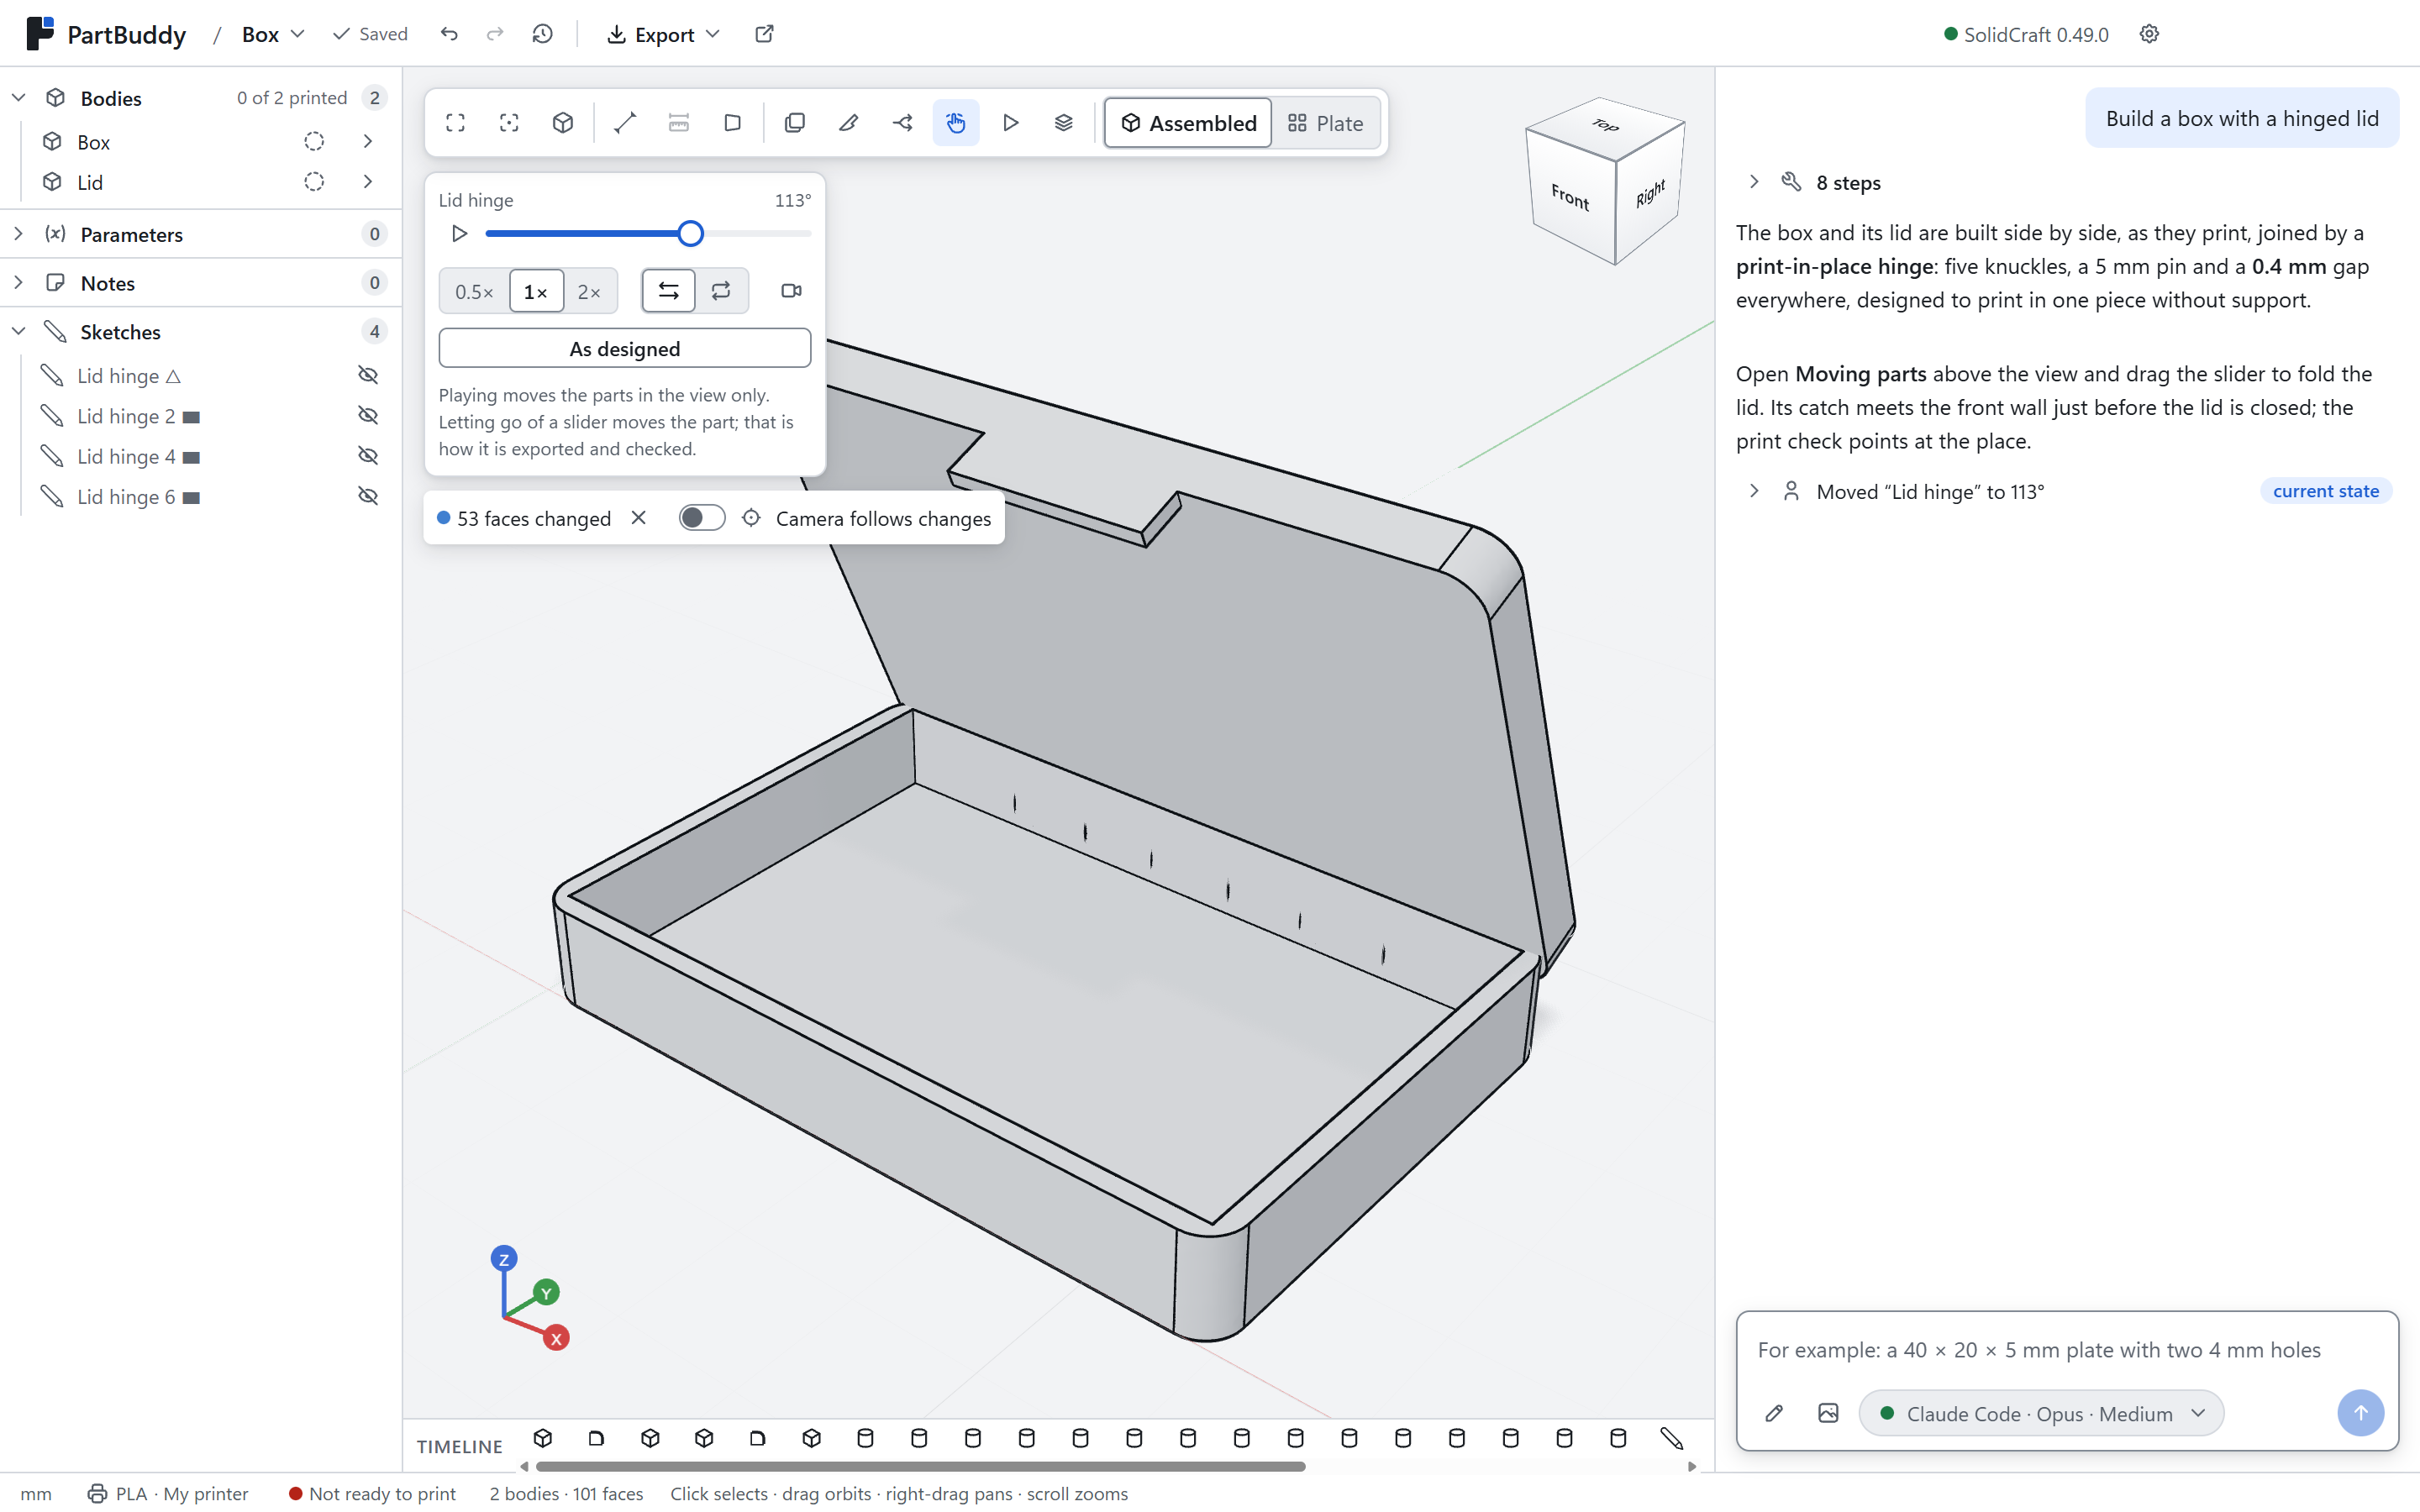 PartBuddy / Box Saved Export SolidCraft 0.49.0
Bodies 0 of 2 printed 2
Box
Lid
Parameters 0
Notes 0
Sketches 4
Lid hinge
Lid hinge 2
Lid hinge 4
Lid hinge 6
Assembled Plate
Lid hinge 113°
0.5× 1× 2×
As designed
Playing moves the parts in the view only.
Letting go of a slider moves the part; that is
how it is exported and checked.
53 faces changed Camera follows changes
Top
Front
Right
Z
Y
X
TIMELINE
Build a box with a hinged lid
8 steps
The box and its lid are built side by side, as they print, joined by a
print-in-place hinge: five knuckles, a 5 mm pin and a 0.4 mm gap
everywhere, designed to print in one piece without support.
Open Moving parts above the view and drag the slider to fold the
lid. Its catch meets the front wall just before the lid is closed; the
print check points at the place.
Moved “Lid hinge” to 113° current state
For example: a 40 × 20 × 5 mm plate with two 4 mm holes
Claude Code · Opus · Medium
mm PLA · My printer Not ready to print 2 bodies · 101 faces Click selects · drag orbits · right-drag pans · scroll zooms